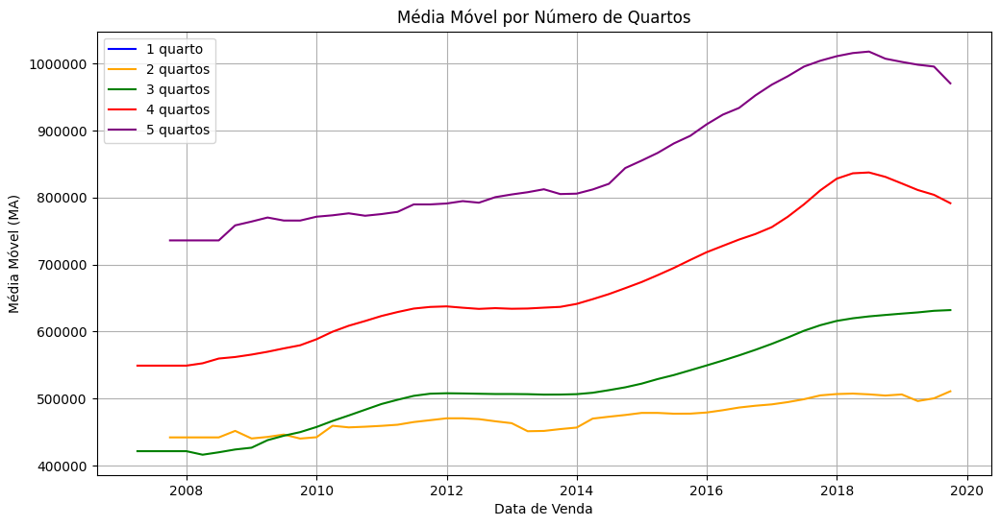 Média Móvel por Número de Quartos
1 quarto
2 quartos
3 quartos
4 quartos
5 quartos
Média Móvel (MA)
1000000
900000
800000
700000
600000
500000
400000
2008
2010
2012
2014
2016
2018
2020
Data de Venda